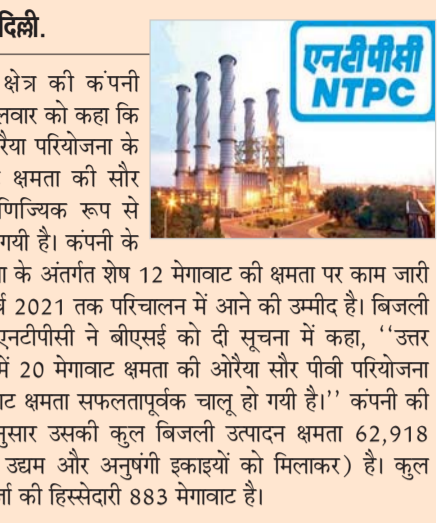 दिल्ली.
एनटीपीसी
NTPC
क्षेत्र की कंपनी
लवार को कहा कि
रैया परियोजना के
क्षमता की सौर
णिज्यिक रूप से
गयी है। कंपनी के
के अंतर्गत शेष 12 मेगावाट की क्षमता पर काम जारी
2021 तक परिचालन में आने की उम्मीद है। बिजली
एनटीपीसी ने बीएसई को दी सूचना में कहा, ‘‘उत्तर
में 20 मेगावाट क्षमता की ओरैया सौर पीवी परियोजना
ाट क्षमता सफलतापूर्वक चालू हो गयी है।’’ कंपनी की
नुसार उसकी कुल बिजली उत्पादन क्षमता 62,918
उद्यम और अनुषंगी इकाइयों को मिलाकर) है। कुल
र्जा की हिस्सेदारी 883 मेगावाट है।